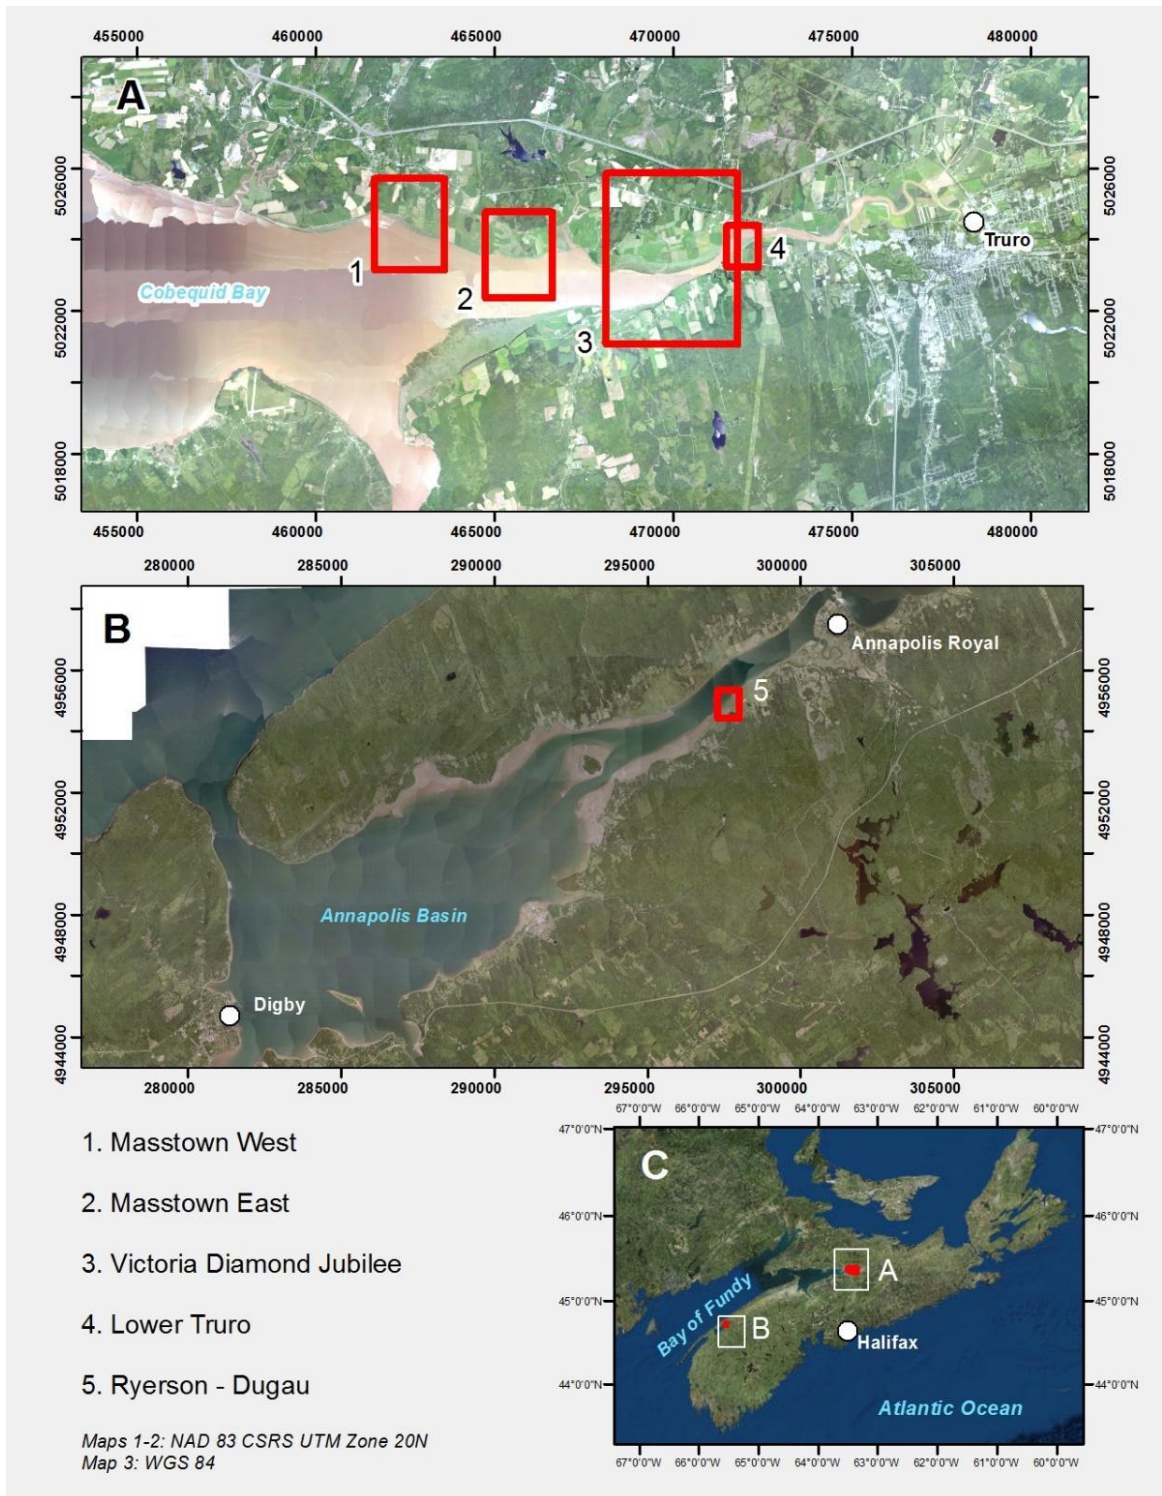 455000 460000 465000 470000 475000 480000
A
5026000 5026000
1 2 3 4
Truro
Cobequid Bay
5022000 5022000
5018000 5018000
455000 460000 465000 470000 475000 480000
280000 285000 290000 295000 300000 305000
B
Annapolis Royal
5
4956000 4956000
4952000 4952000
Annapolis Basin
4948000 4948000
Digby
4944000 4944000
280000 285000 290000 295000 300000 305000
1. Masstown West
2. Masstown East
3. Victoria Diamond Jubilee
4. Lower Truro
5. Ryerson - Dugau
Maps 1-2: NAD 83 CSRS UTM Zone 20N
Map 3: WGS 84
67°0'0"W 66°0'0"W 65°0'0"W 64°0'0"W 63°0'0"W 62°0'0"W 61°0'0"W 60°0'0"W
47°0'0"N 47°0'0"N
C
46°0'0"N 46°0'0"N
A
45°0'0"N 45°0'0"N
Bay of Fundy
B
Halifax
44°0'0"N 44°0'0"N
Atlantic Ocean
67°0'0"W 66°0'0"W 65°0'0"W 64°0'0"W 63°0'0"W 62°0'0"W 61°0'0"W 60°0'0"W